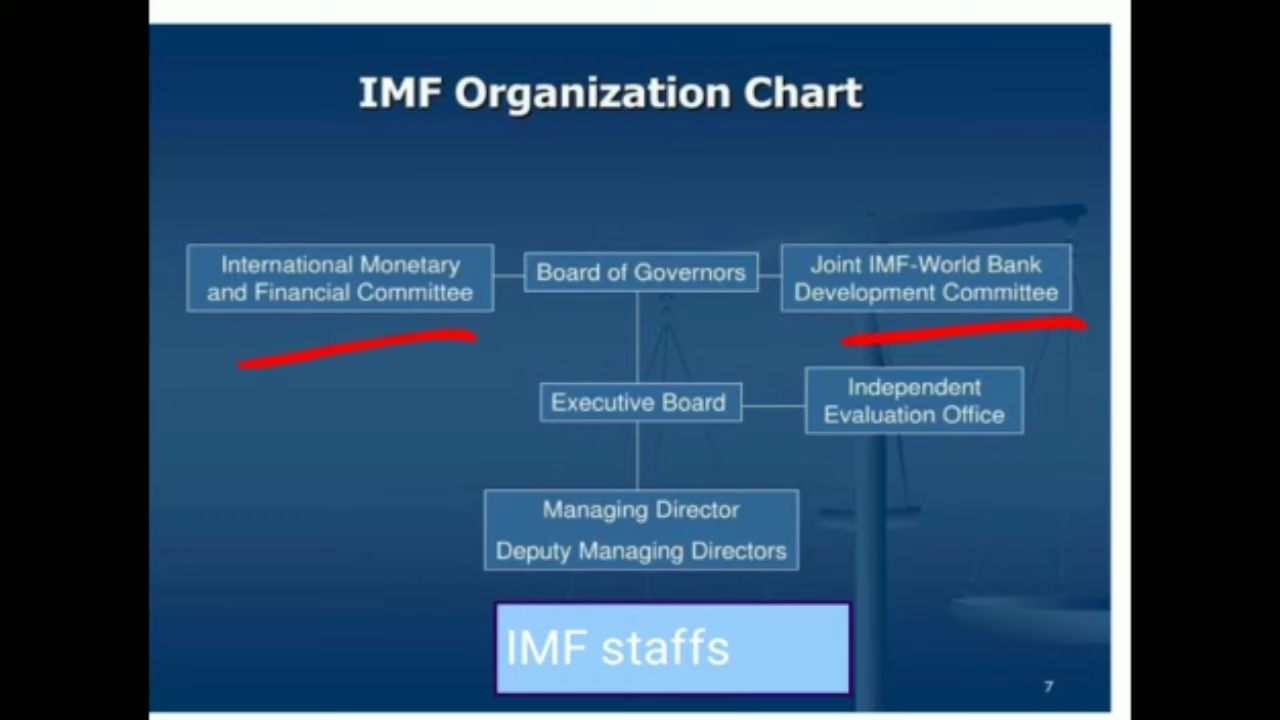 IMF Organization Chart
International Monetary
and Financial Committee
Board of Governors
Joint IMF-World Bank
Development Committee
Executive Board
Independent
Evaluation Office
Managing Director
Deputy Managing Directors
IMF staffs
7